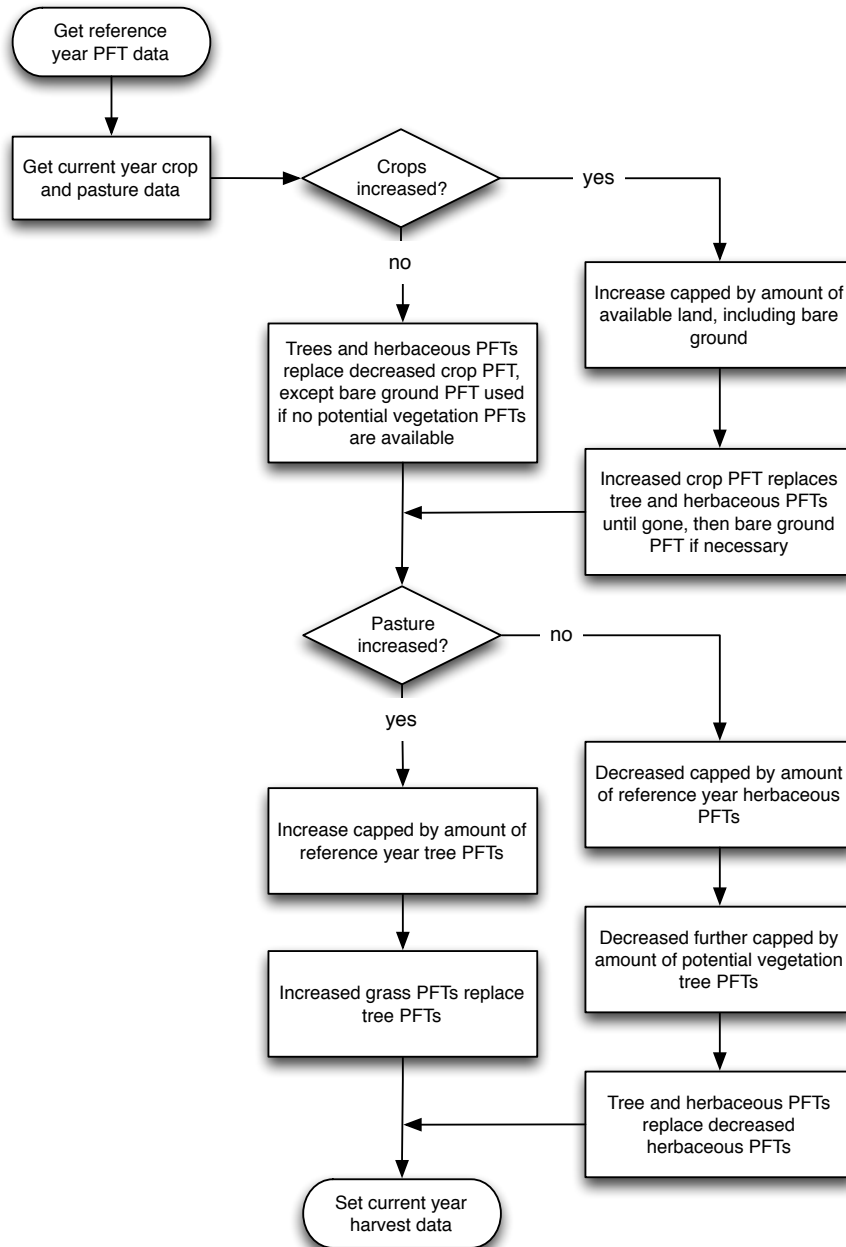 Get reference
year PFT data
Get current year crop
and pasture data
Crops
increased?
yes
no
Increase capped by amount of
available land, including bare
ground
Trees and herbaceous PFTs
replace decreased crop PFT,
except bare ground PFT used
if no potential vegetation PFTs
are available
Increased crop PFT replaces
tree and herbaceous PFTs
until gone, then bare ground
PFT if necessary
Pasture
increased?
no
yes
Decreased capped by amount
of reference year herbaceous
PFTs
Increase capped by amount of
reference year tree PFTs
Decreased further capped by
amount of potential vegetation
tree PFTs
Increased grass PFTs replace
tree PFTs
Tree and herbaceous PFTs
replace decreased
herbaceous PFTs
Set current year
harvest data